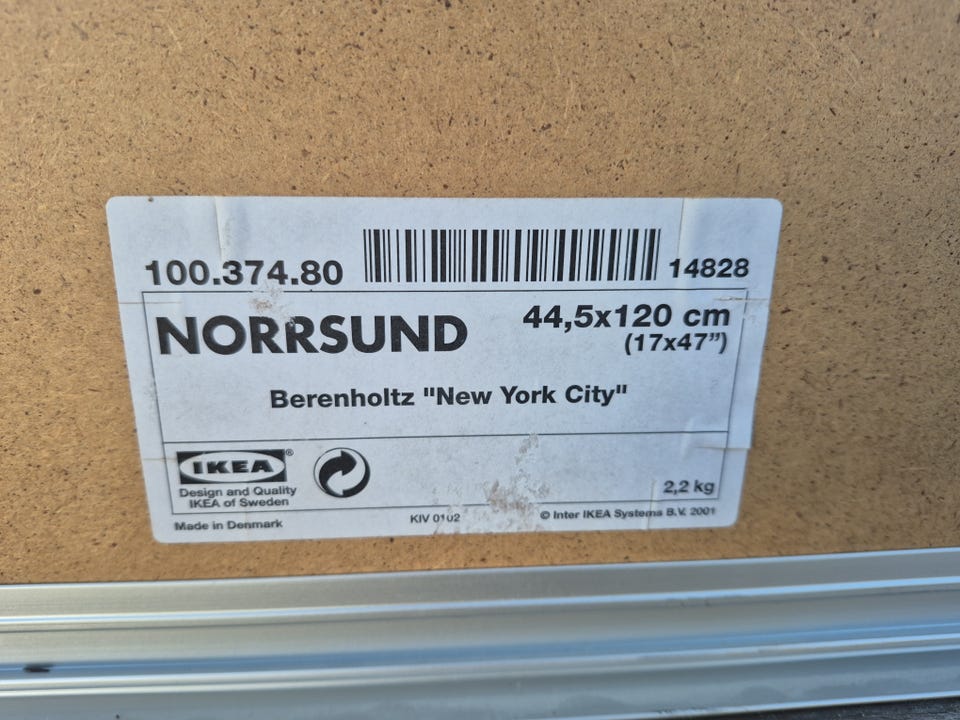 100.374.80 14828
NORRSUND 44,5x120 cm
(17x47")
Berenholtz "New York City"
IKEA®
Design and Quality
IKEA of Sweden
2,2 kg
Made in Denmark KIV 0102 © Inter IKEA Systems B.V. 2001